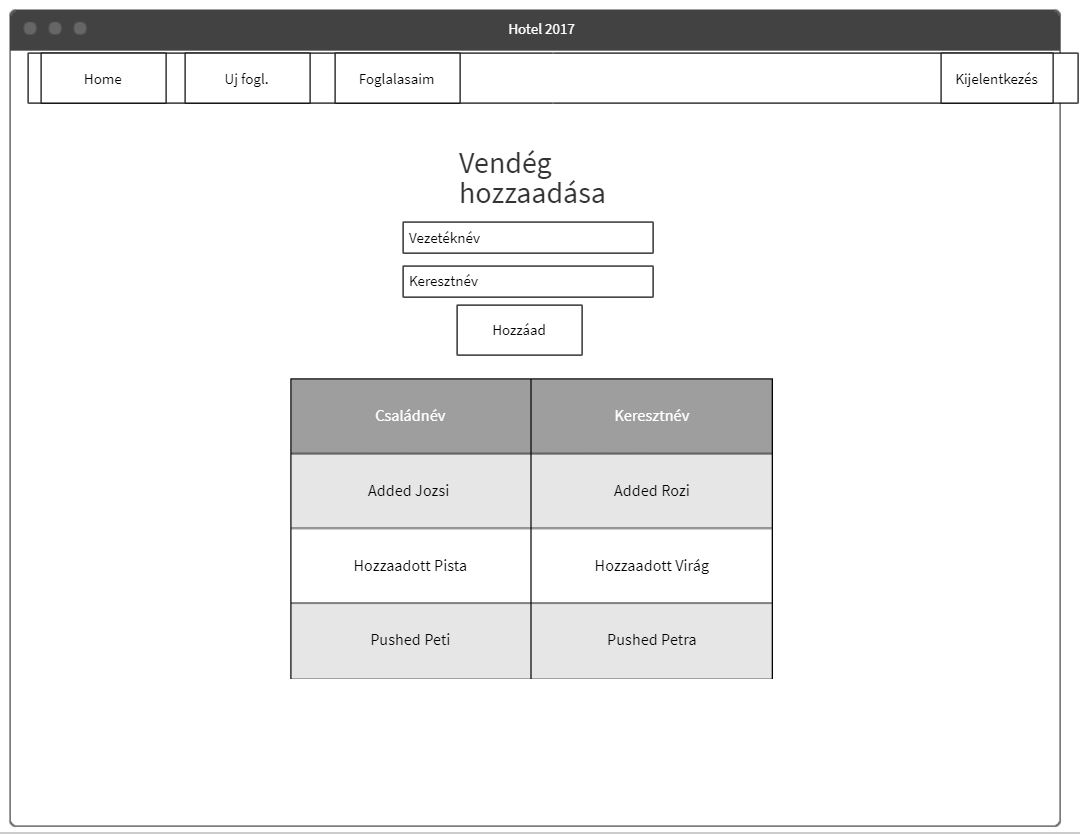 Hotel 2017
Home
Uj fogl.
Foglalasaim
Kijelentkezés
Vendég
hozzaadása
Vezetéknév
Keresztnév
Hozzáad
Családnév
Keresztnév
Added Jozsi
Added Rozi
Hozzaadott Pista
Hozzaadott Virág
Pushed Peti
Pushed Petra